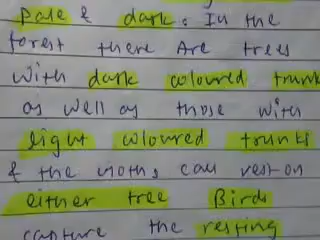 pale & dark. In the
forest there Are trees
with dark coloured trunk
as well as those with
light coloured trunks
& the moths can rest on
either tree Birds
capture the resting